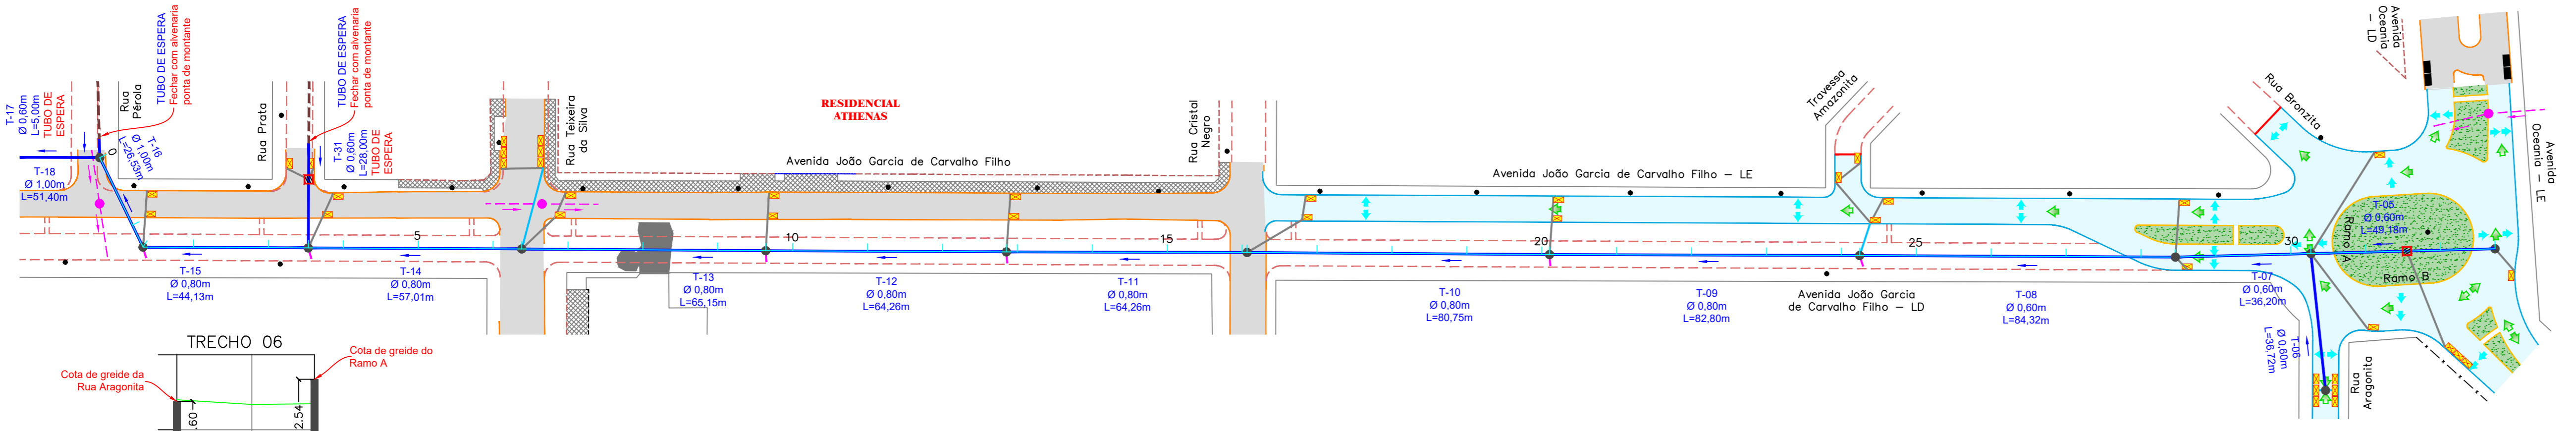 T-17
Ø 0,60m
L=5,00m
TUBO DE
ESPERA
T-18
Ø 1,00m
L=51,40m
Rua
Pérola
TUBO DE ESPERA
Fechar com alvenaria
ponta de montante
T-16
Ø 1,00m
L=26,53m
0
Rua Prata
TUBO DE ESPERA
Fechar com alvenaria
ponta de montante
T-31
Ø 0,60m
L=28,00m
TUBO DE
ESPERA
Rua Teixeira
da Silva
RESIDENCIAL
ATHENAS
Avenida João Garcia de Carvalho Filho
Rua Cristal
Negro
Avenida João Garcia de Carvalho Filho – LE
Travessa
Amazonita
Rua Bronzita
Avenida
Oceania
– LD
Avenida
Oceania – LE
5
10
15
20
25
30
T-15
Ø 0,80m
L=44,13m
T-14
Ø 0,80m
L=57,01m
T-13
Ø 0,80m
L=65,15m
T-12
Ø 0,80m
L=64,26m
T-11
Ø 0,80m
L=64,26m
T-10
Ø 0,80m
L=80,75m
T-09
Ø 0,80m
L=82,80m
Avenida João Garcia
de Carvalho Filho – LD
T-08
Ø 0,60m
L=84,32m
T-07
Ø 0,60m
L=36,20m
T-06
Ø 0,60m
L=36,72m
T-05
Ø 0,60m
L=49,18m
Ramo A
Ramo B
Rua
Aragonita
TRECHO 06
Cota de greide da
Rua Aragonita
Cota de greide do
Ramo A
.60
2.54